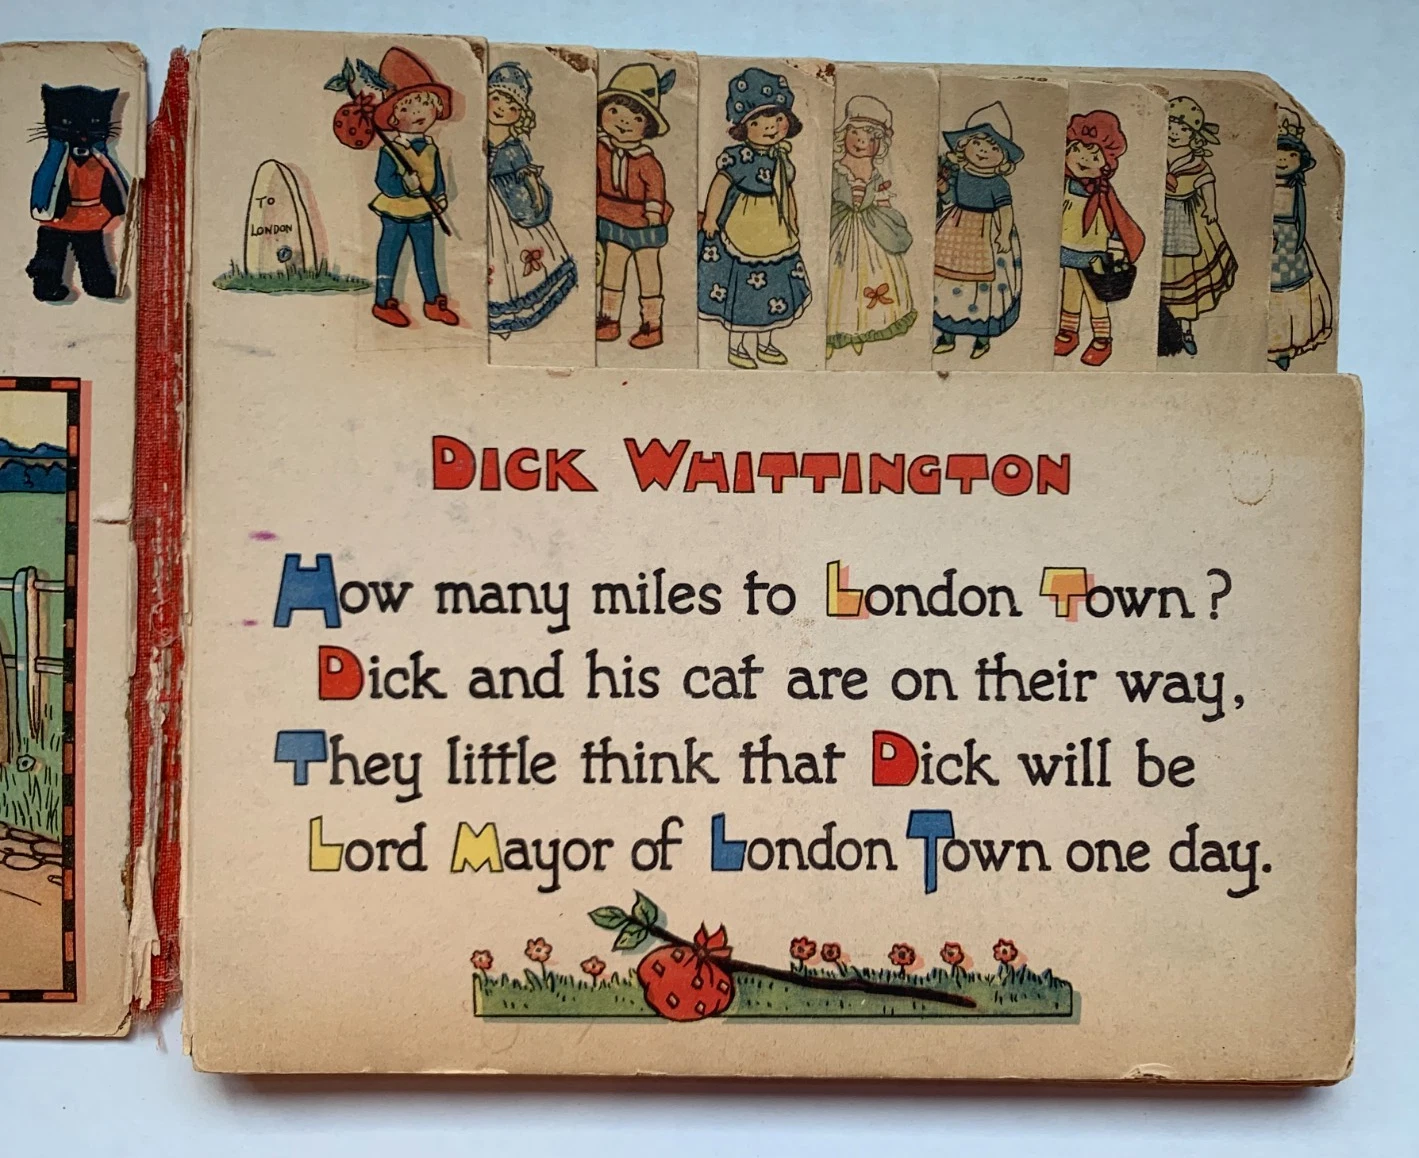 TO
LONDON
DICK WHITTINGTON
How many miles to London Town?
Dick and his cat are on their way,
They little think that Dick will be
Lord Mayor of London Town one day.